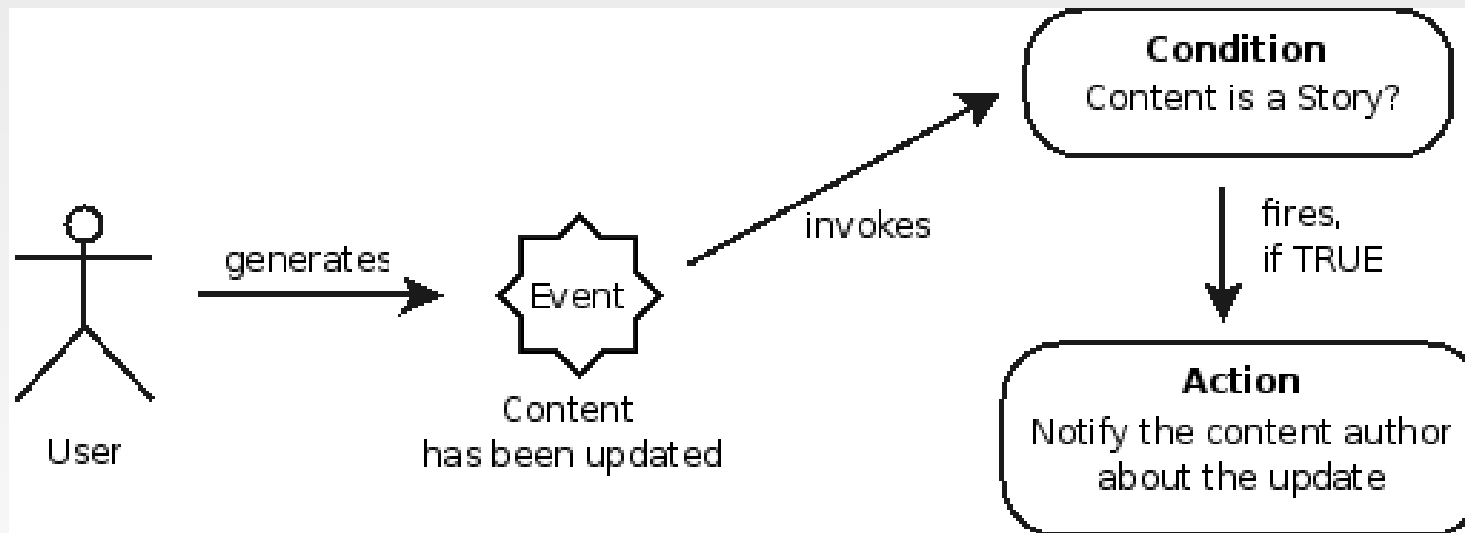 User
generates
Event
Content
has been updated
invokes
Condition
Content is a Story?
fires,
if TRUE
Action
Notify the content author
about the update